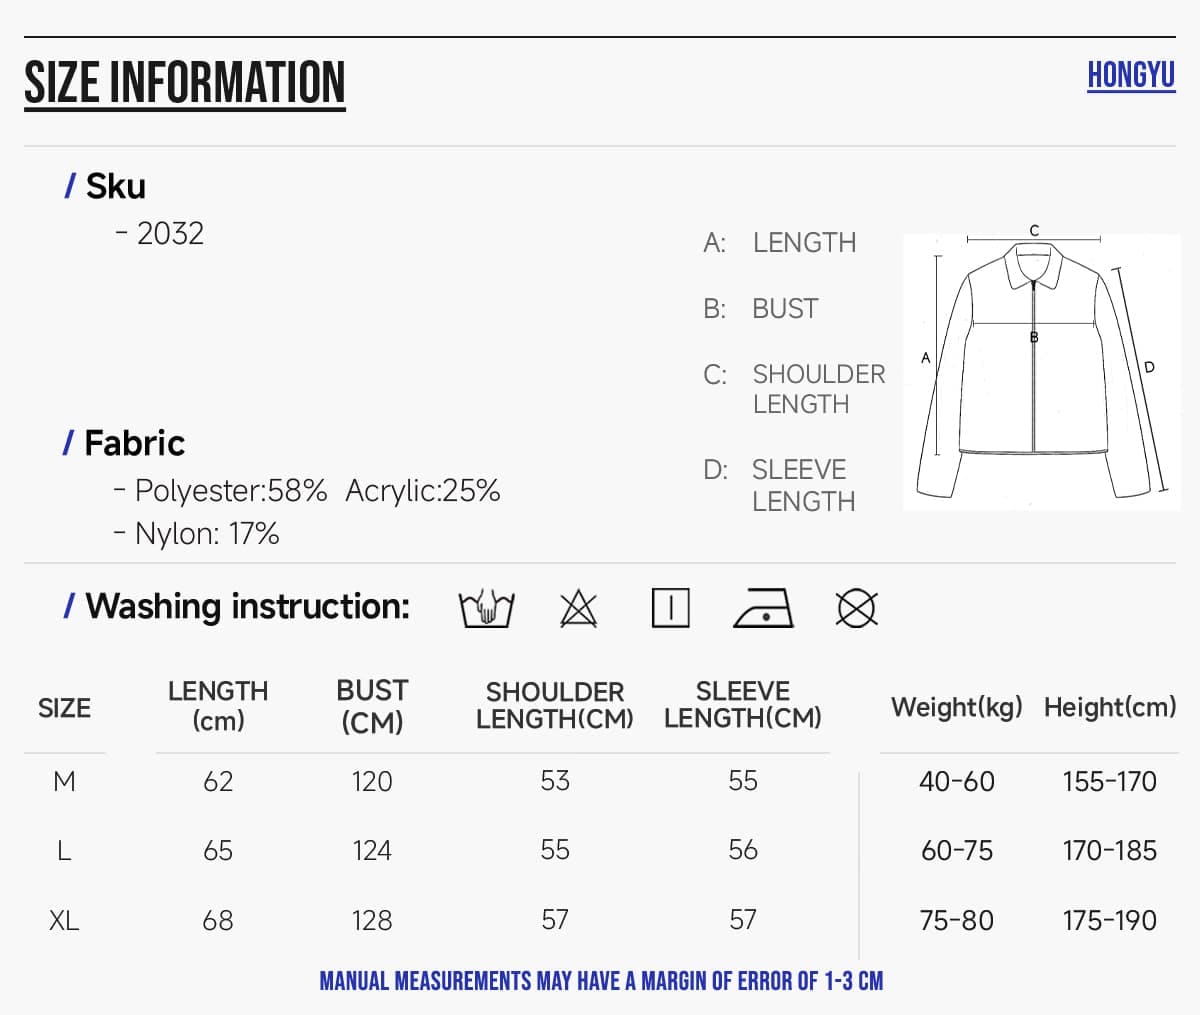 SIZE INFORMATION
HONGYU
/ Sku
- 2032
A: LENGTH
B: BUST
C: SHOULDER
LENGTH
D: SLEEVE
LENGTH
C
A
B
D
/ Fabric
- Polyester:58% Acrylic:25%
- Nylon: 17%
/ Washing instruction:
SIZE LENGTH (cm) BUST (CM) SHOULDER LENGTH(CM) SLEEVE LENGTH(CM) Weight(kg) Height(cm)
M 62 120 53 55 40-60 155-170
L 65 124 55 56 60-75 170-185
XL 68 128 57 57 75-80 175-190
MANUAL MEASUREMENTS MAY HAVE A MARGIN OF ERROR OF 1-3 CM